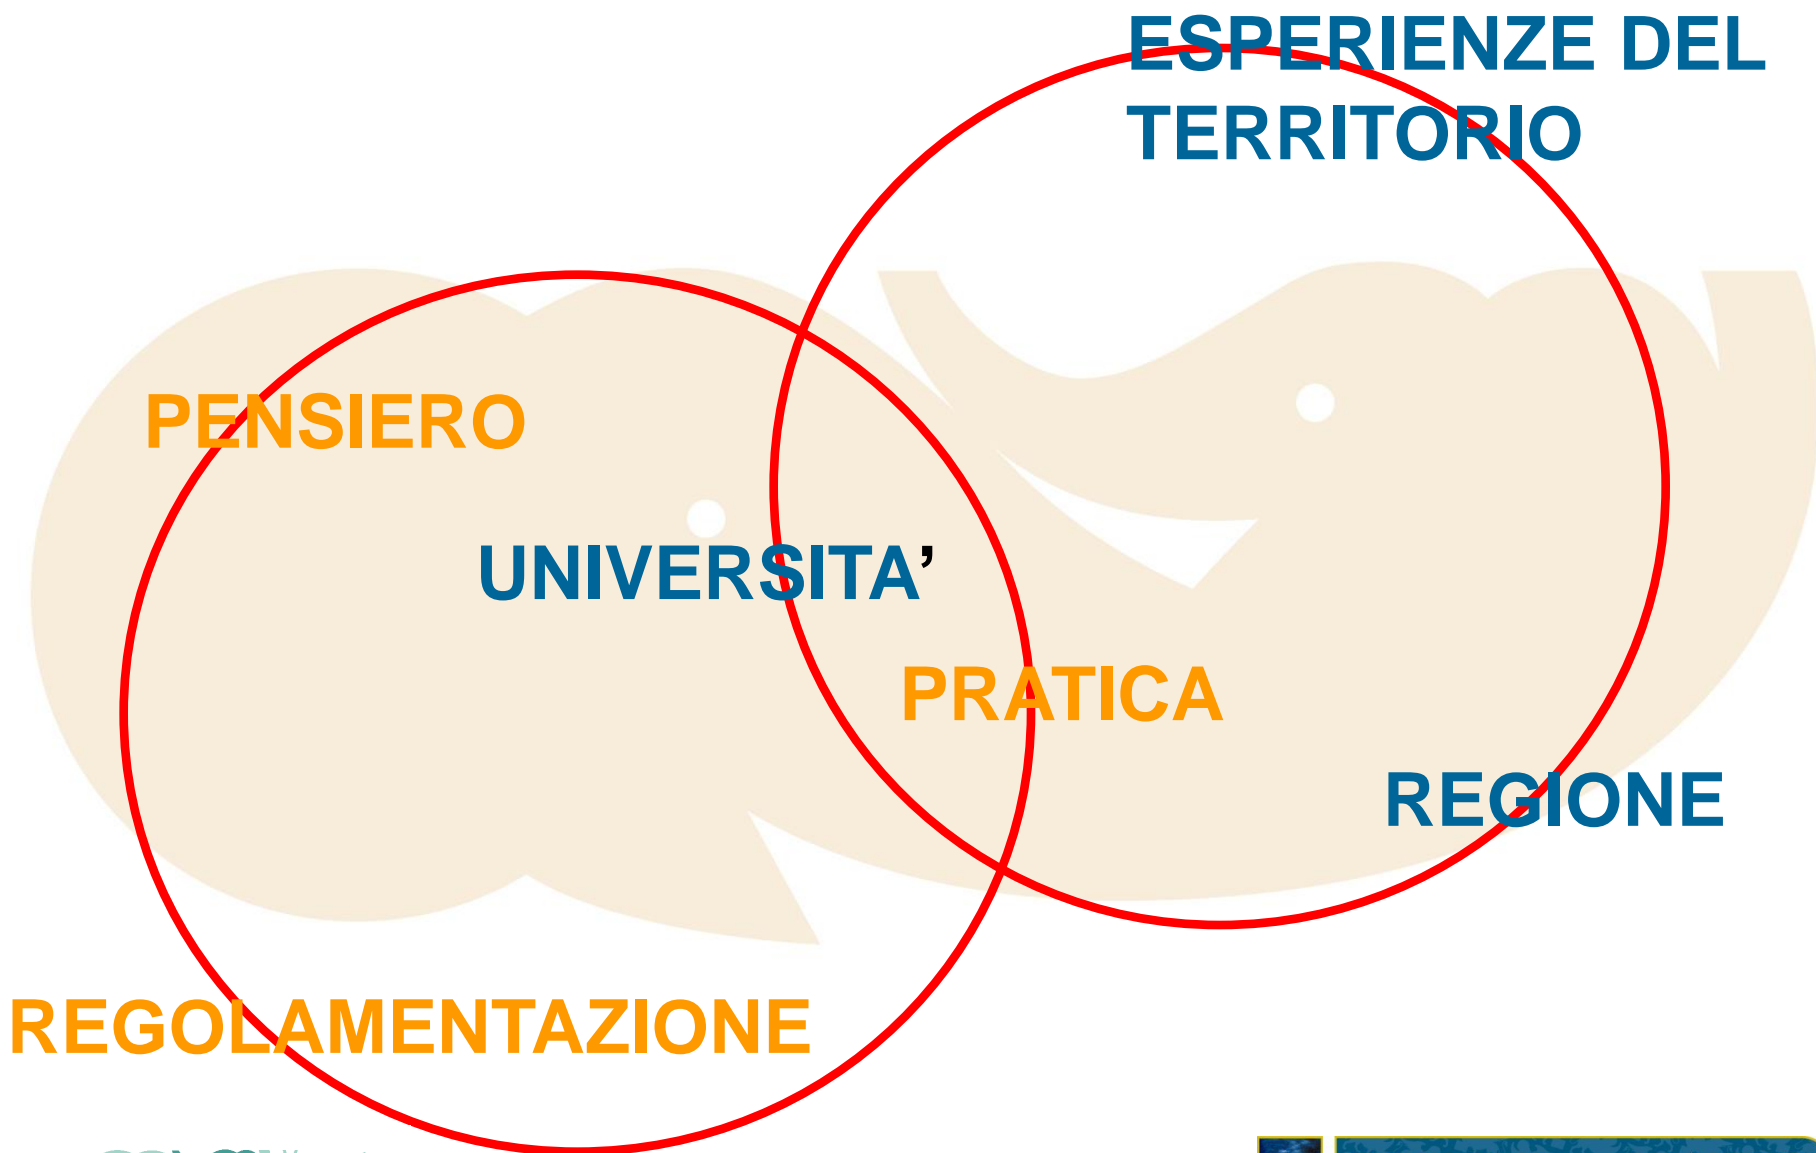 ESPERIENZE DEL
TERRITORIO
PENSIERO
UNIVERSITA’
PRATICA
REGIONE
REGOLAMENTAZIONE